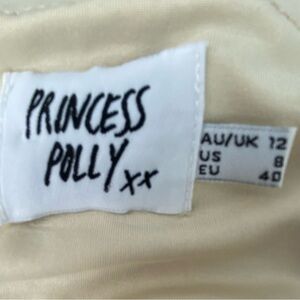 PRINCESS
POLLY xx
AU/UK 12
US 8
EU 40